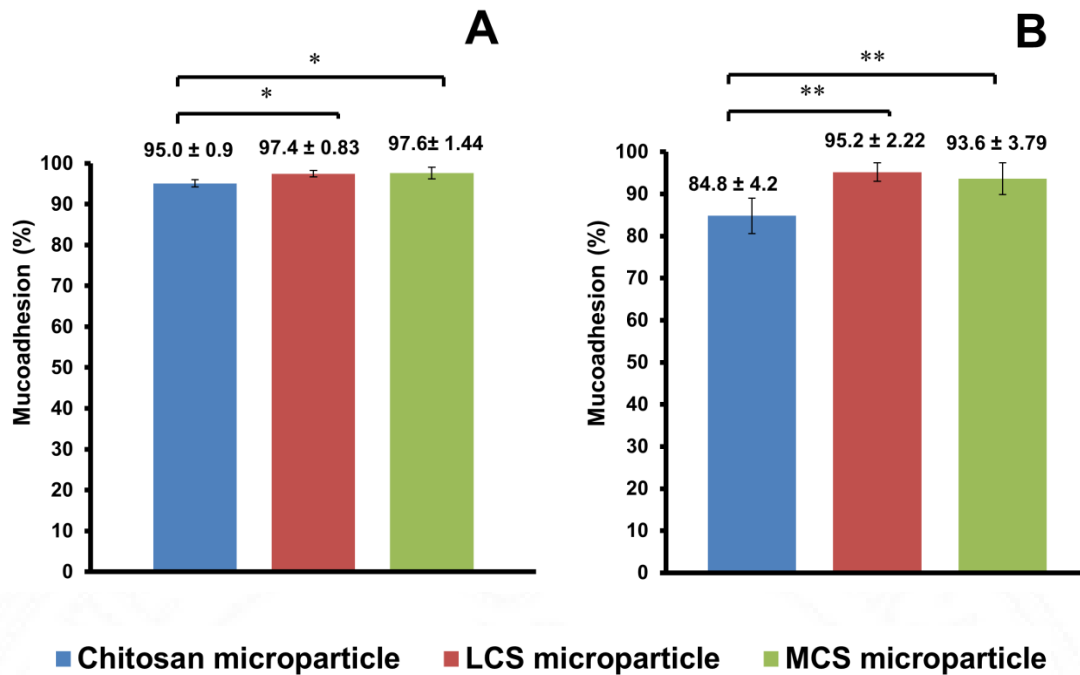 A
*
*
95.0 ± 0.9
97.4 ± 0.83
97.6± 1.44
Mucoadhesion (%)
100
90
80
70
60
50
40
30
20
10
0
B
**
**
84.8 ± 4.2
95.2 ± 2.22
93.6 ± 3.79
Mucoadhesion (%)
100
90
80
70
60
50
40
30
20
10
0
Chitosan microparticle
LCS microparticle
MCS microparticle